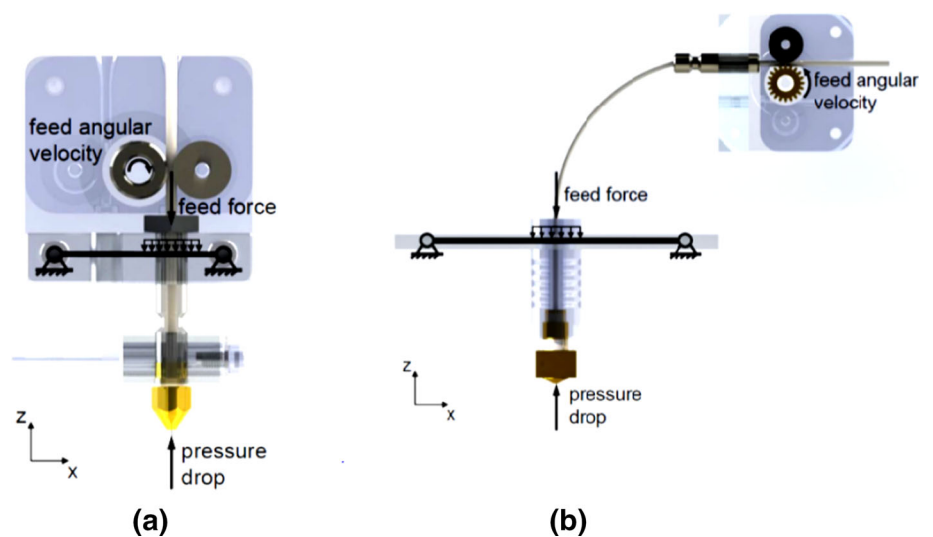 feed angular
velocity
feed force
z
x
pressure
drop
(a)
feed angular
velocity
feed force
z
x
pressure
drop
(b)